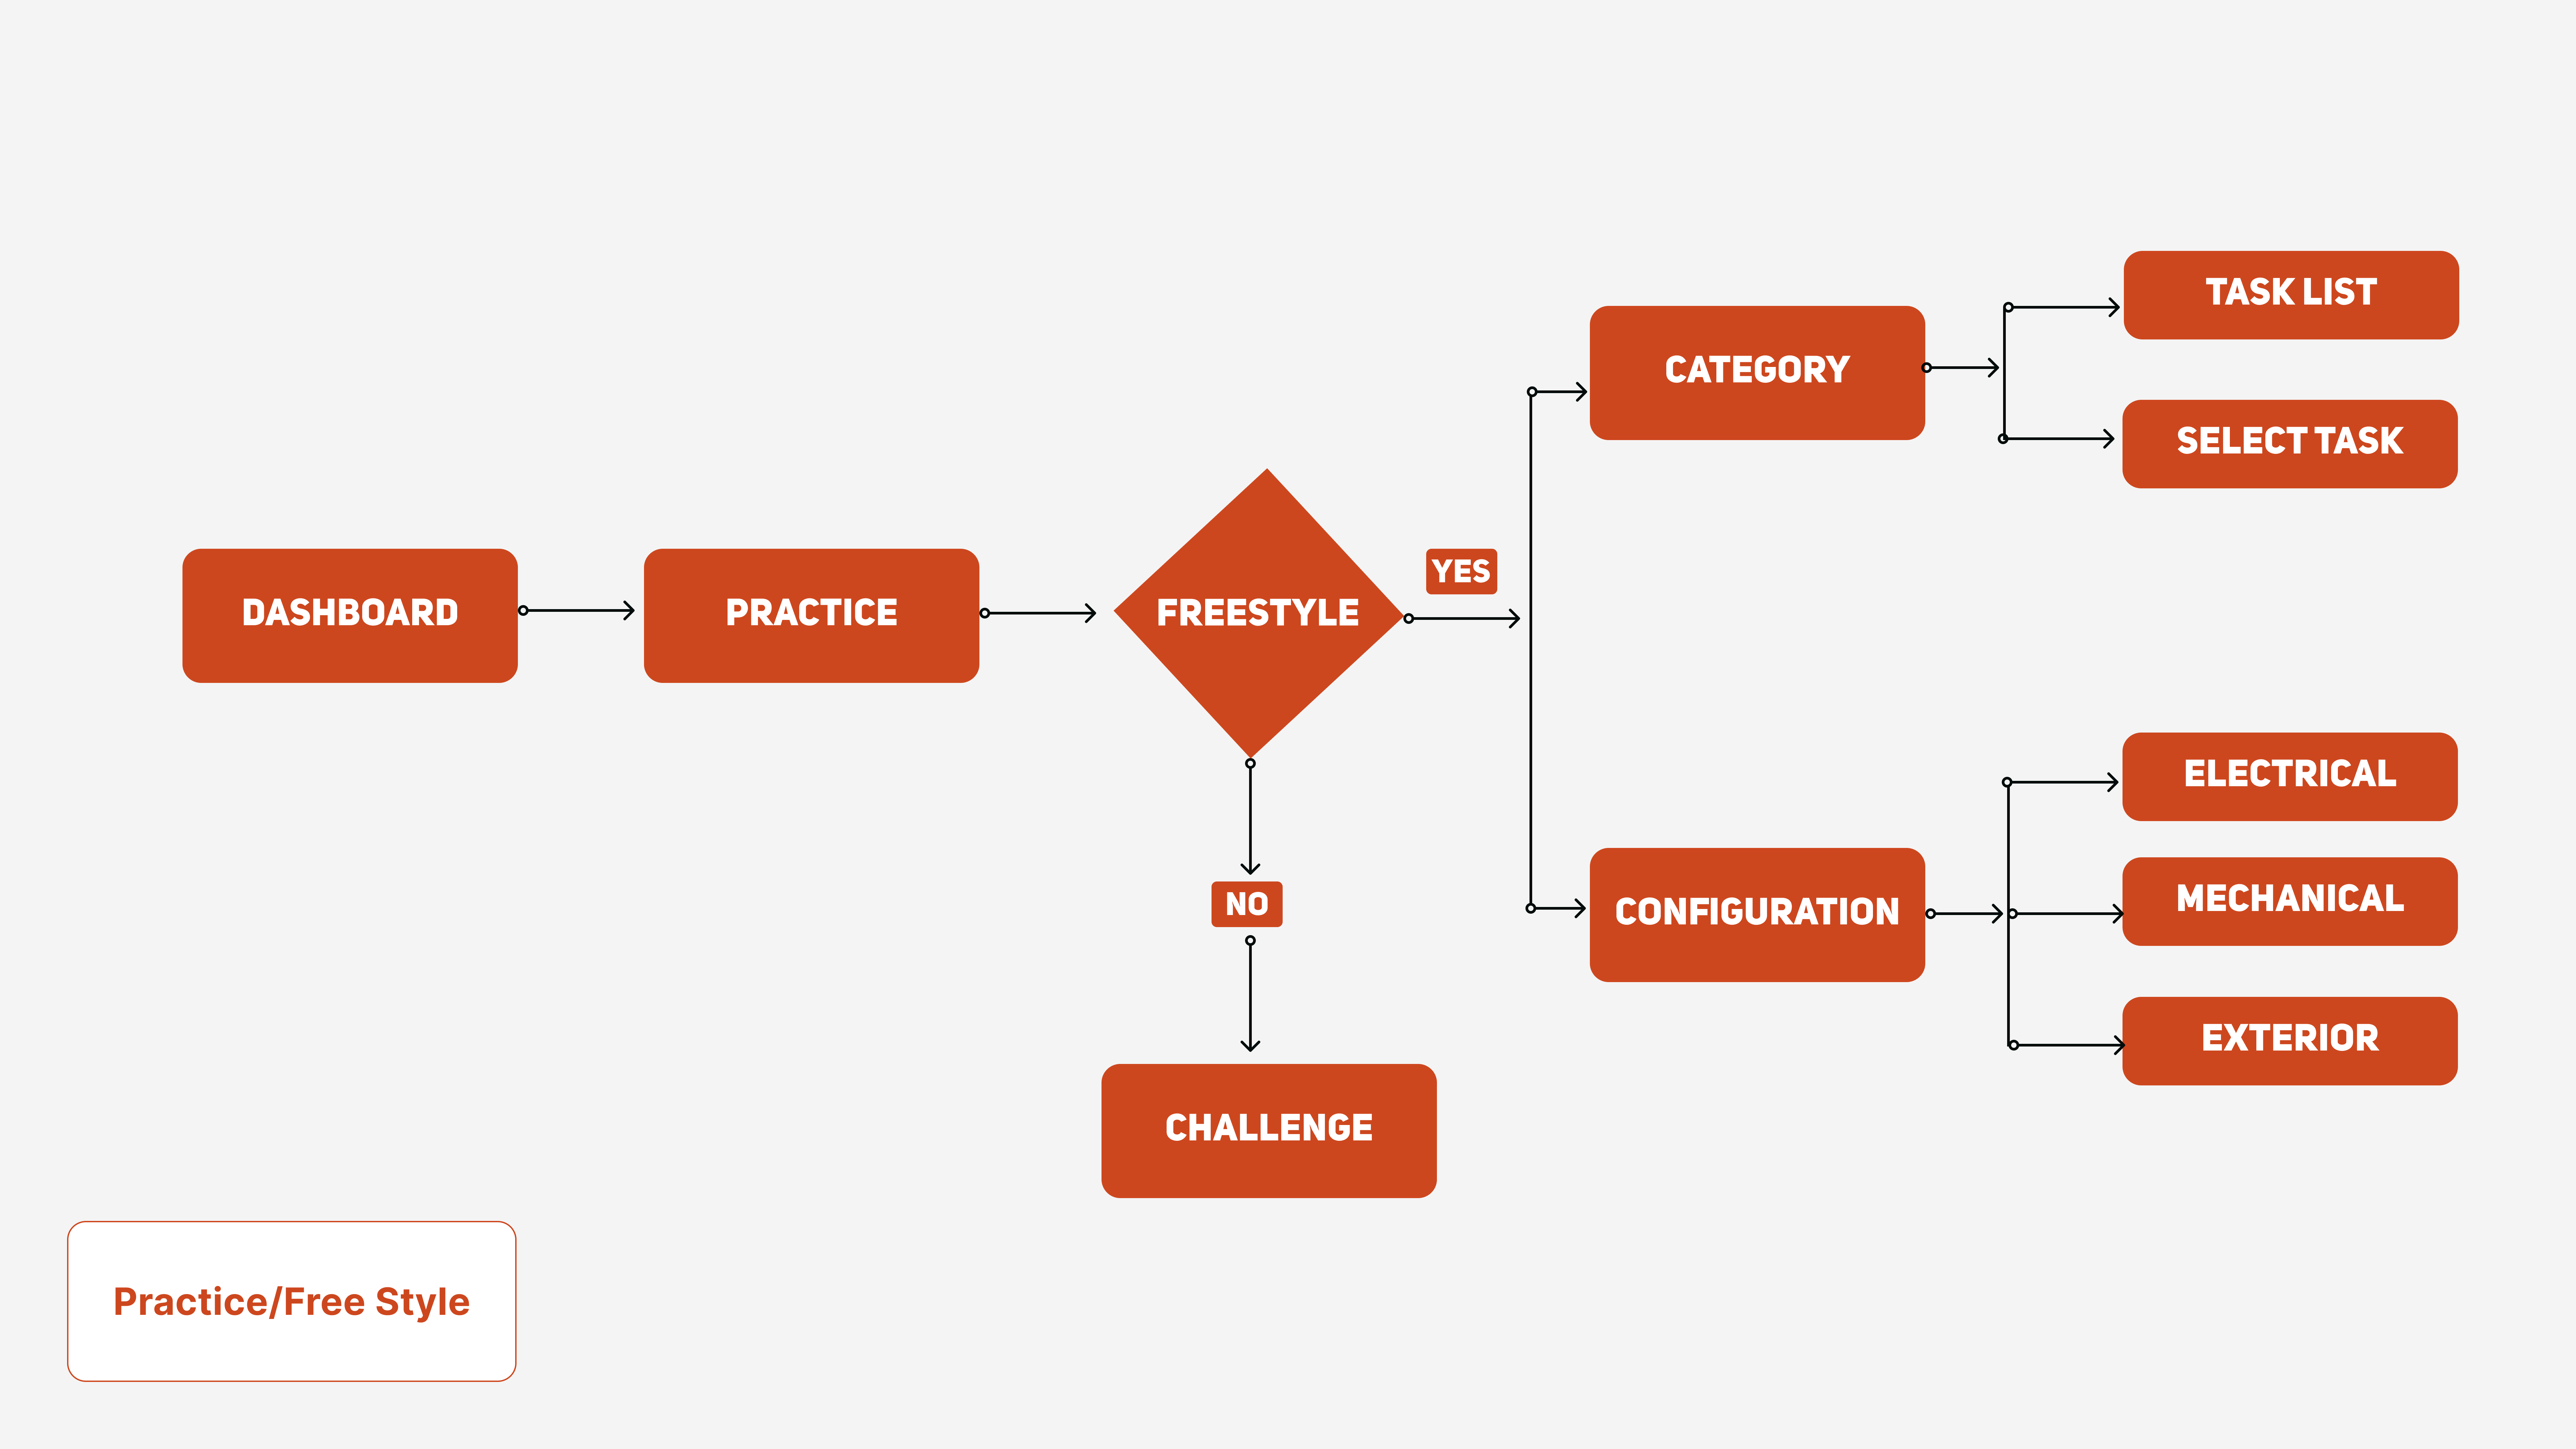 DASHBOARD
PRACTICE
FREESTYLE
YES
NO
CHALLENGE
CATEGORY
TASK LIST
SELECT TASK
CONFIGURATION
ELECTRICAL
MECHANICAL
EXTERIOR
Practice/Free Style